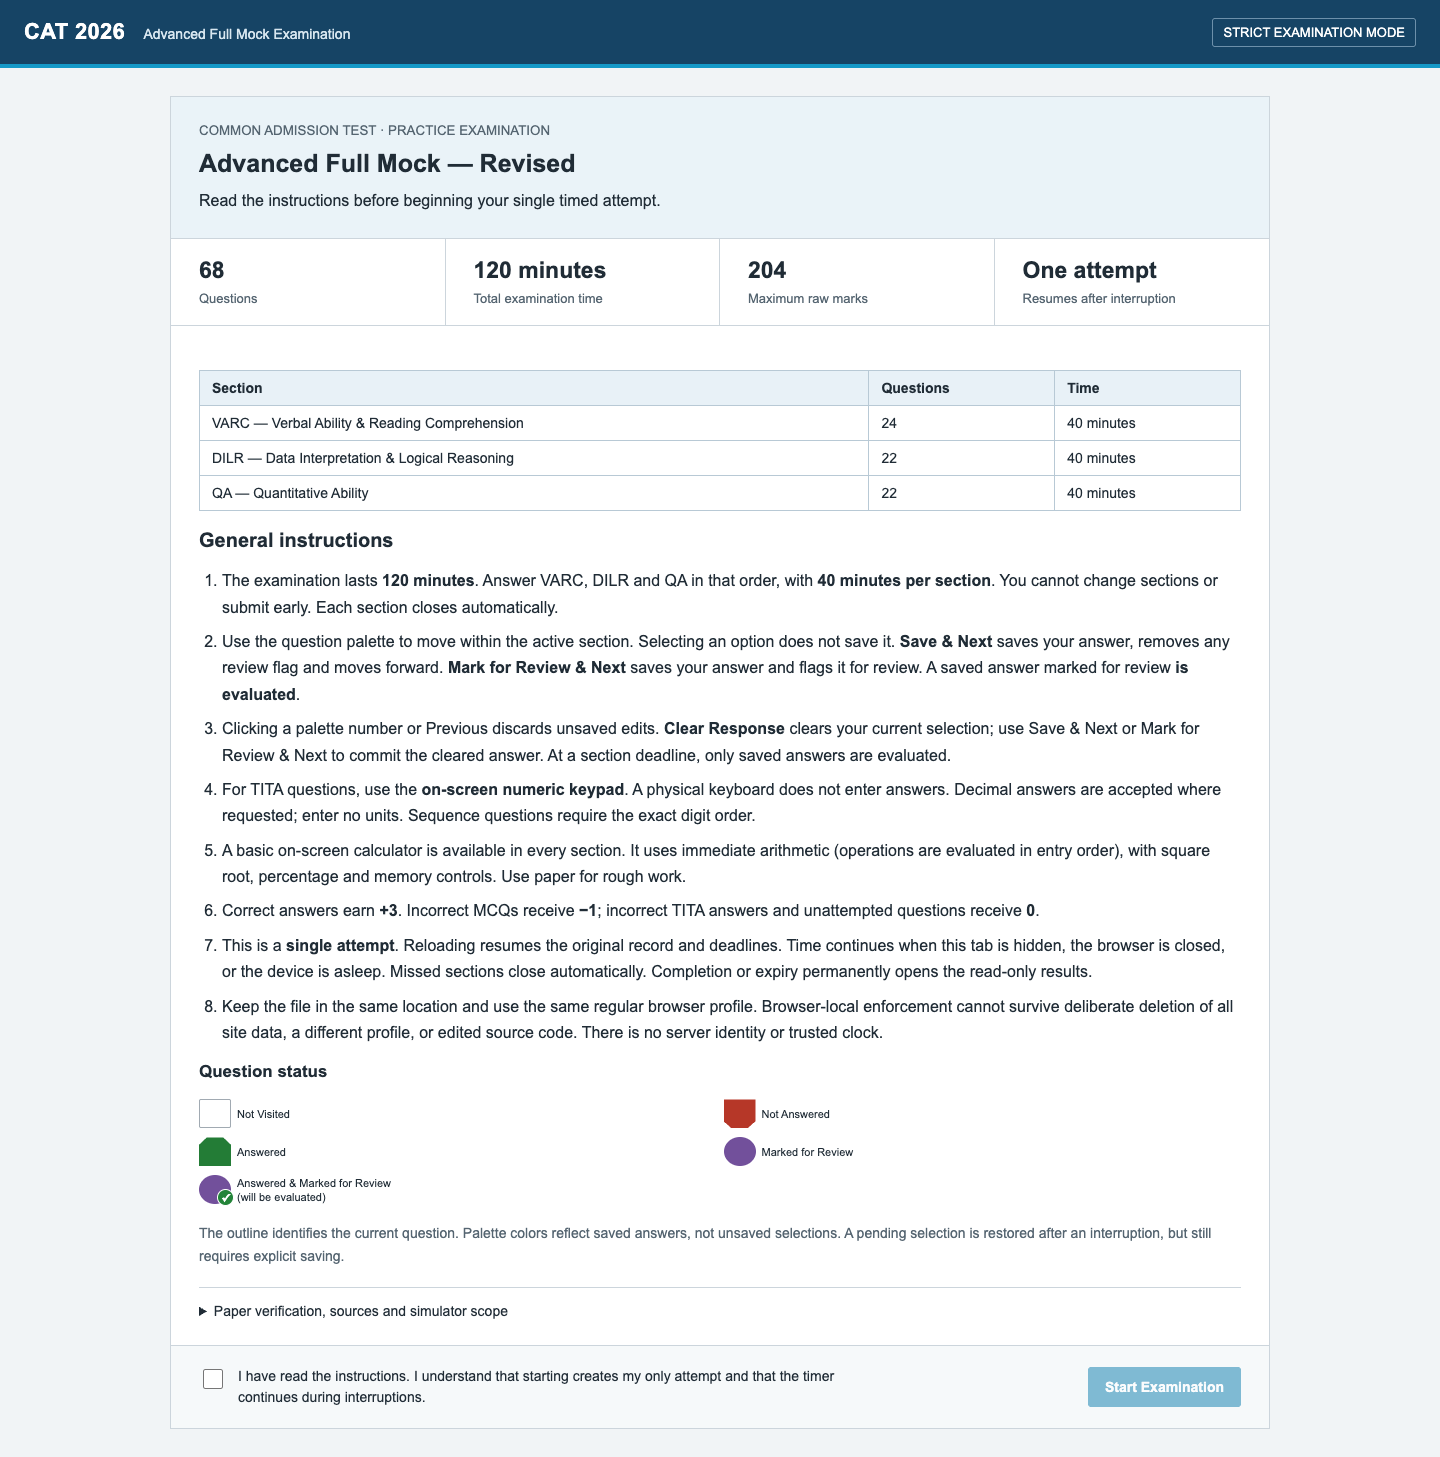 CAT 2026 Advanced Full Mock Examination STRICT EXAMINATION MODE
COMMON ADMISSION TEST · PRACTICE EXAMINATION
Advanced Full Mock — Revised
Read the instructions before beginning your single timed attempt.
68 120 minutes 204 One attempt
Questions Total examination time Maximum raw marks Resumes after interruption
Section Questions Time
VARC — Verbal Ability & Reading Comprehension 24 40 minutes
DILR — Data Interpretation & Logical Reasoning 22 40 minutes
QA — Quantitative Ability 22 40 minutes
General instructions
1. The examination lasts 120 minutes. Answer VARC, DILR and QA in that order, with 40 minutes per section. You cannot change sections or
submit early. Each section closes automatically.
2. Use the question palette to move within the active section. Selecting an option does not save it. Save & Next saves your answer, removes any
review flag and moves forward. Mark for Review & Next saves your answer and flags it for review. A saved answer marked for review is
evaluated.
3. Clicking a palette number or Previous discards unsaved edits. Clear Response clears your current selection; use Save & Next or Mark for
Review & Next to commit the cleared answer. At a section deadline, only saved answers are evaluated.
4. For TITA questions, use the on-screen numeric keypad. A physical keyboard does not enter answers. Decimal answers are accepted where
requested; enter no units. Sequence questions require the exact digit order.
5. A basic on-screen calculator is available in every section. It uses immediate arithmetic (operations are evaluated in entry order), with square
root, percentage and memory controls. Use paper for rough work.
6. Correct answers earn +3. Incorrect MCQs receive −1; incorrect TITA answers and unattempted questions receive 0.
7. This is a single attempt. Reloading resumes the original record and deadlines. Time continues when this tab is hidden, the browser is closed,
or the device is asleep. Missed sections close automatically. Completion or expiry permanently opens the read-only results.
8. Keep the file in the same location and use the same regular browser profile. Browser-local enforcement cannot survive deliberate deletion of all
site data, a different profile, or edited source code. There is no server identity or trusted clock.
Question status
Not Visited Not Answered
Answered Marked for Review
Answered & Marked for Review
(will be evaluated)
The outline identifies the current question. Palette colors reflect saved answers, not unsaved selections. A pending selection is restored after an interruption, but still
requires explicit saving.
Paper verification, sources and simulator scope
I have read the instructions. I understand that starting creates my only attempt and that the timer
continues during interruptions.
Start Examination